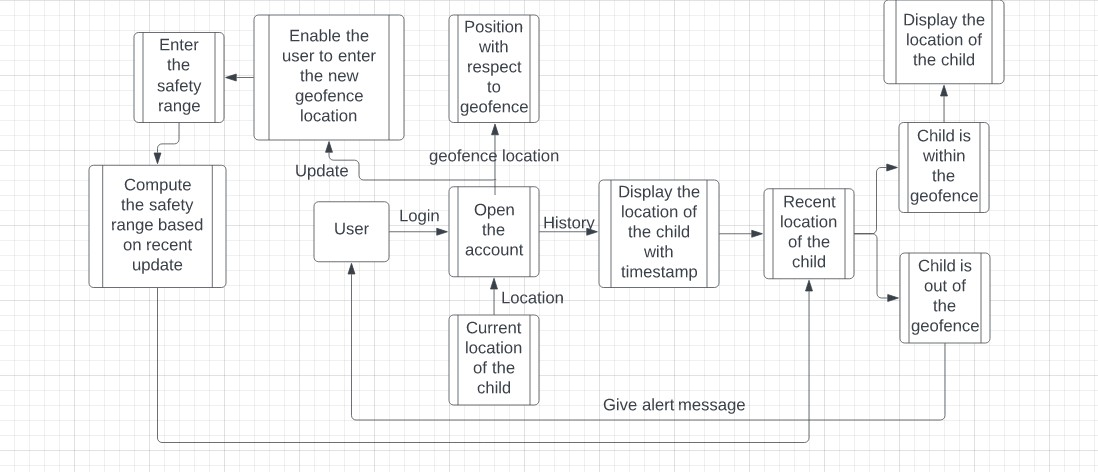 Enter
the
safety
range
Enable the
user to enter
the new
geofence
location
Position
with
respect
to
geofence
Display the
location of
the child
geofence location
Update
Compute
the safety
range based
on recent
update
User
Login
Open
the
account
History
Display the
location of
the child
with
timestamp
Recent
location
of the
child
Child is
within
the
geofence
Child is
out of
the
geofence
Location
Current
location
of the
child
Give alert message